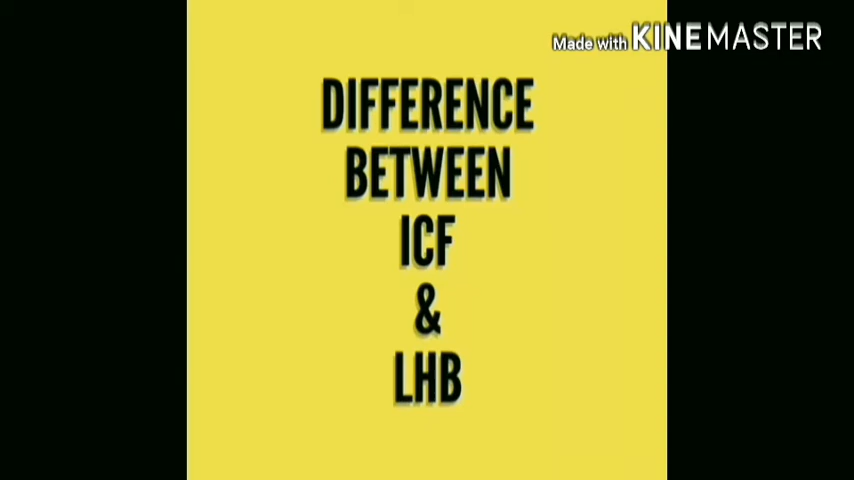 Made with KINEMASTER
DIFFERENCE
BETWEEN
ICF
&
LHB